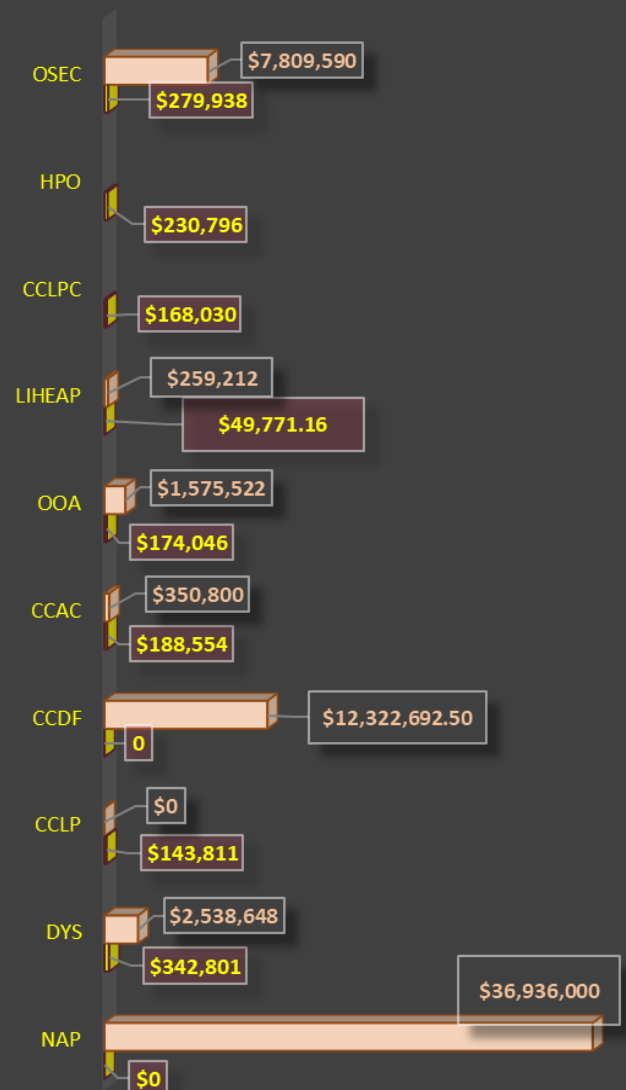 OSEC
$7,809,590
$279,938
HPO
$230,796
CCLPC
$168,030
LIHEAP
$259,212
$49,771.16
OOA
$1,575,522
$174,046
CCAC
$350,800
$188,554
CCDF
$12,322,692.50
0
CCLP
$0
$143,811
DYS
$2,538,648
$342,801
NAP
$36,936,000
$0